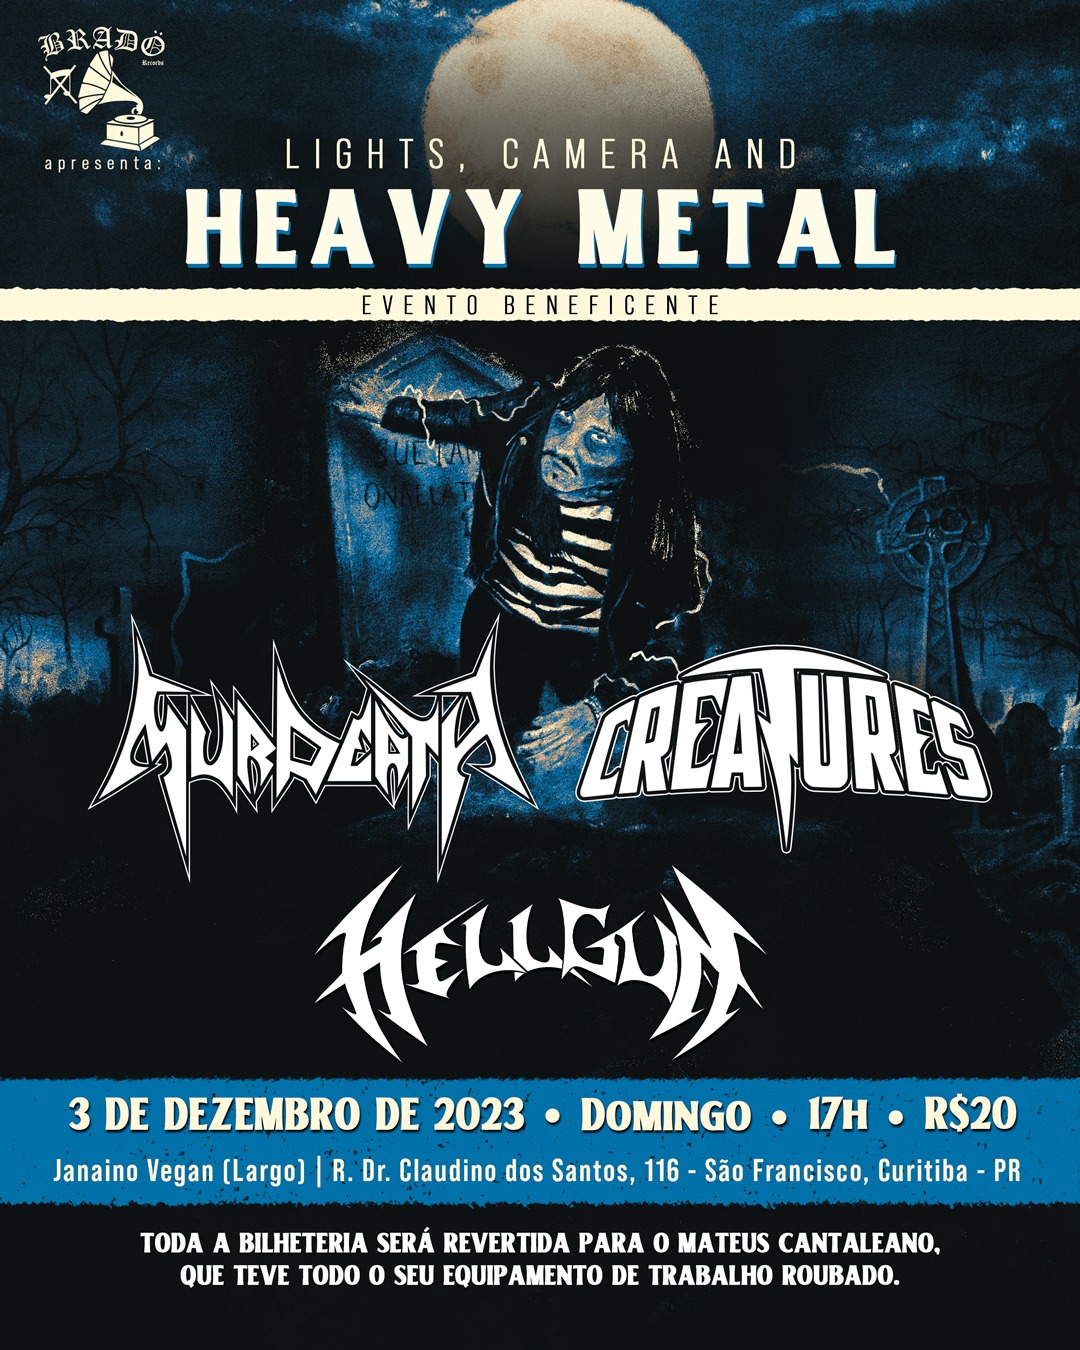 BRADÖ
Records
apresenta:
LIGHTS, CAMERA AND
HEAVY METAL
EVENTO BENEFICENTE
MURDEATH
CREATURES
HELLGUN
3 DE DEZEMBRO DE 2023 • DOMINGO • 17H • R$20
Janaino Vegan (Largo) | R. Dr. Claudino dos Santos, 116 - São Francisco, Curitiba - PR
TODA A BILHETERIA SERÁ REVERTIDA PARA O MATEUS CANTALEANO,
QUE TEVE TODO O SEU EQUIPAMENTO DE TRABALHO ROUBADO.